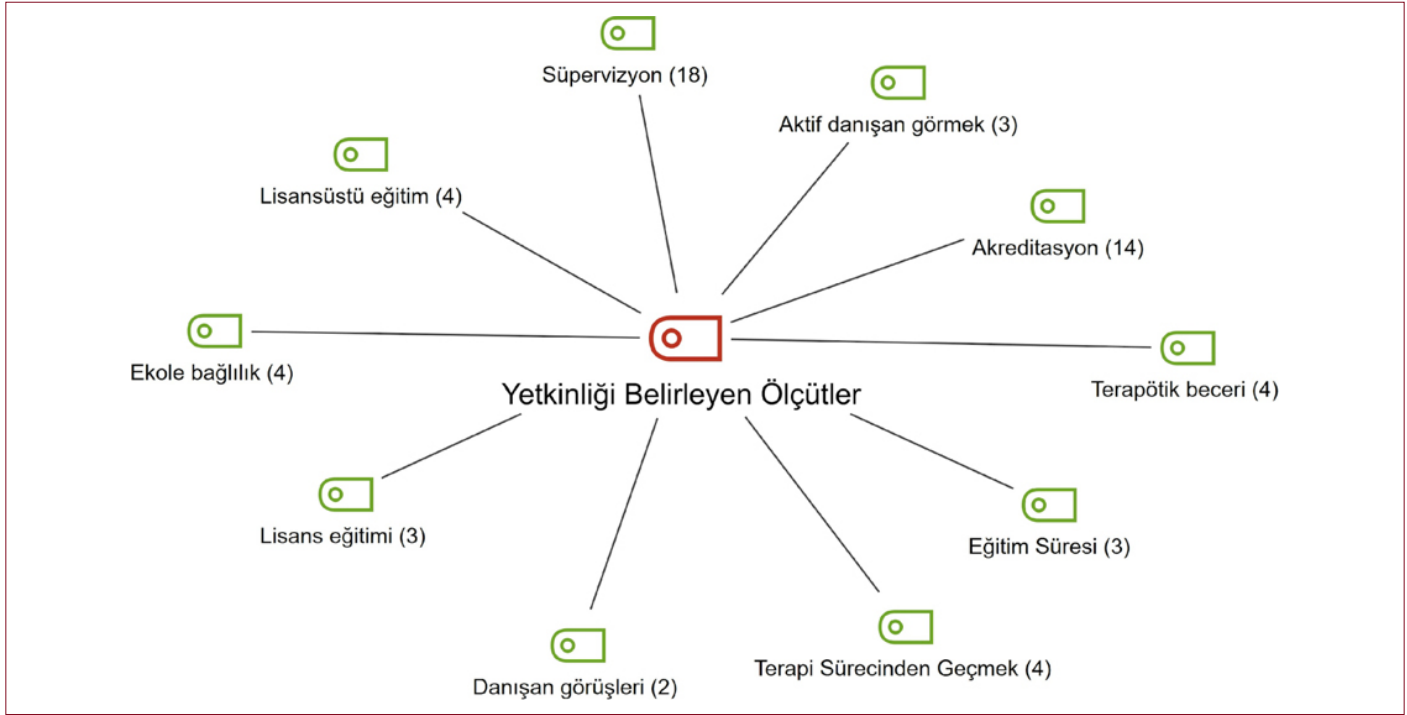 Süpervizyon (18)
Aktif danışan görmek (3)
Lisansüstü eğitim (4)
Akreditasyon (14)
Ekole bağlılık (4)
Yetkinliği Belirleyen Ölçütler
Terapötik beceri (4)
Lisans eğitimi (3)
Eğitim Süresi (3)
Danışan görüşleri (2)
Terapi Sürecinden Geçmek (4)